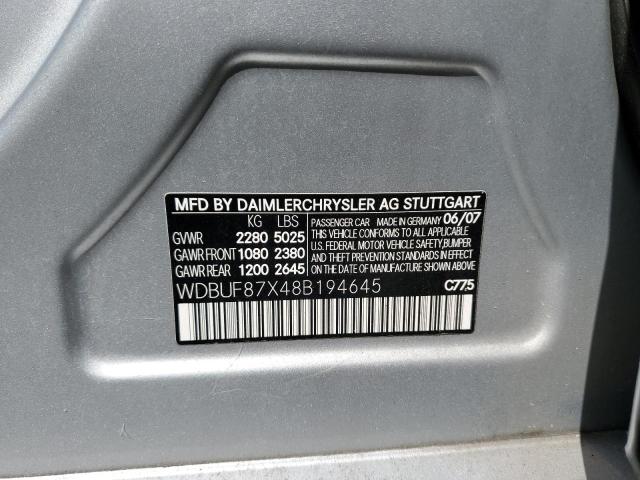 MFD BY DAIMLERCHRYSLER AG STUTTGART
KG LBS
GVWR 2280 5025
GAWR FRONT 1080 2380
GAWR REAR 1200 2645
PASSENGER CAR MADE IN GERMANY 06/07
THIS VEHICLE CONFORMS TO ALL APPLICABLE
U.S. FEDERAL MOTOR VEHICLE SAFETY, BUMPER
AND THEFT PREVENTION STANDARDS IN EFFECT
ON THE DATE OF MANUFACTURE SHOWN ABOVE.
WDBUF87X48B194645 C775